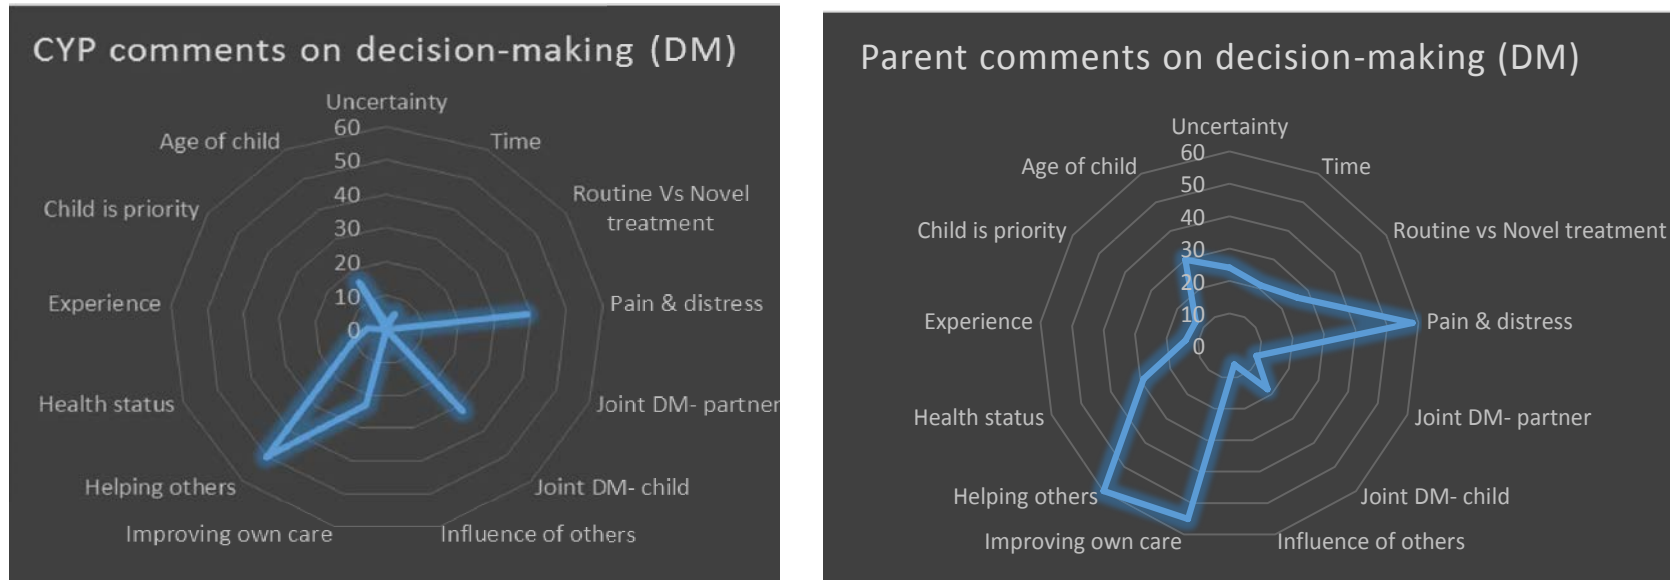 CYP comments on decision-making (DM)
Uncertainty
60
Age of child
Time
50
40
Routine Vs Novel
treatment
Child is priority
30
20
10
Experience
Pain & distress
0
Health status
Joint DM- partner
Helping others
Joint DM- child
Improving own care
Influence of others
Parent comments on decision-making (DM)
Uncertainty
60
Age of child
Time
50
40
Child is priority
Routine vs Novel treatment
30
20
10
Experience
Pain & distress
0
Health status
Joint DM- partner
Helping others
Joint DM- child
Improving own care
Influence of others